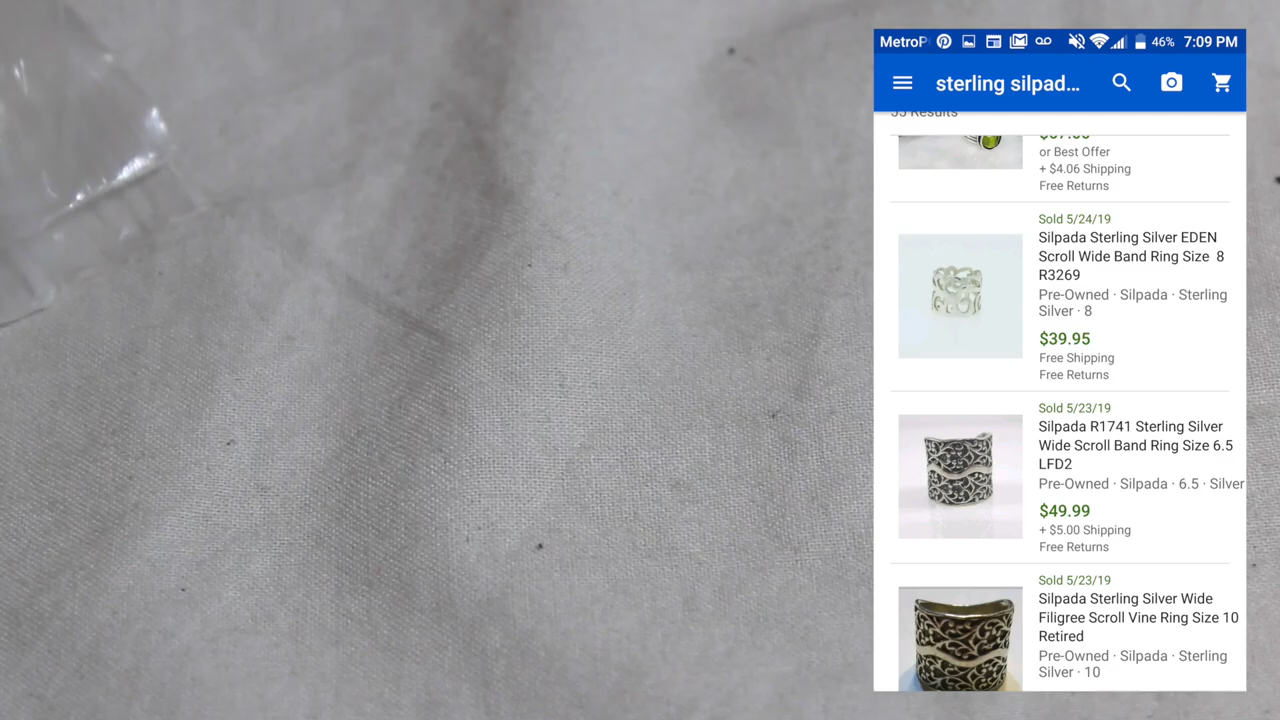 MetroP
46% 7:09 PM
sterling silpad...
55 Results
or Best Offer
+ $4.06 Shipping
Free Returns
Sold 5/24/19
Silpada Sterling Silver EDEN
Scroll Wide Band Ring Size 8
R3269
Pre-Owned · Silpada · Sterling
Silver · 8
$39.95
Free Shipping
Free Returns
Sold 5/23/19
Silpada R1741 Sterling Silver
Wide Scroll Band Ring Size 6.5
LFD2
Pre-Owned · Silpada · 6.5 · Silver
$49.99
+ $5.00 Shipping
Free Returns
Sold 5/23/19
Silpada Sterling Silver Wide
Filigree Scroll Vine Ring Size 10
Retired
Pre-Owned · Silpada · Sterling
Silver · 10